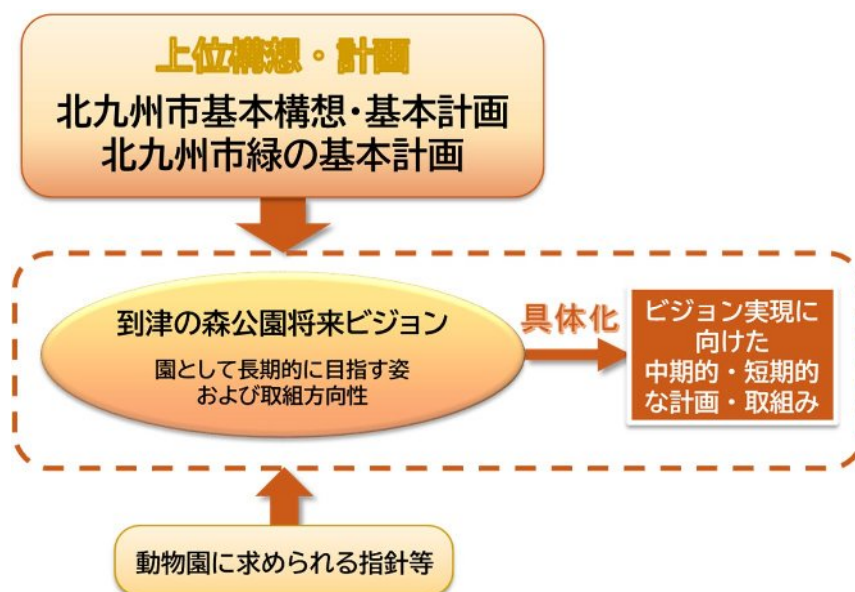 上位構想・計画
北九州市基本構想・基本計画
北九州市緑の基本計画
到津の森公園将来ビジョン
園として長期的に目指す姿
および取組方向性
具体化
ビジョン実現に
向けた
中期的・短期的
な計画・取組み
動物園に求められる指針等